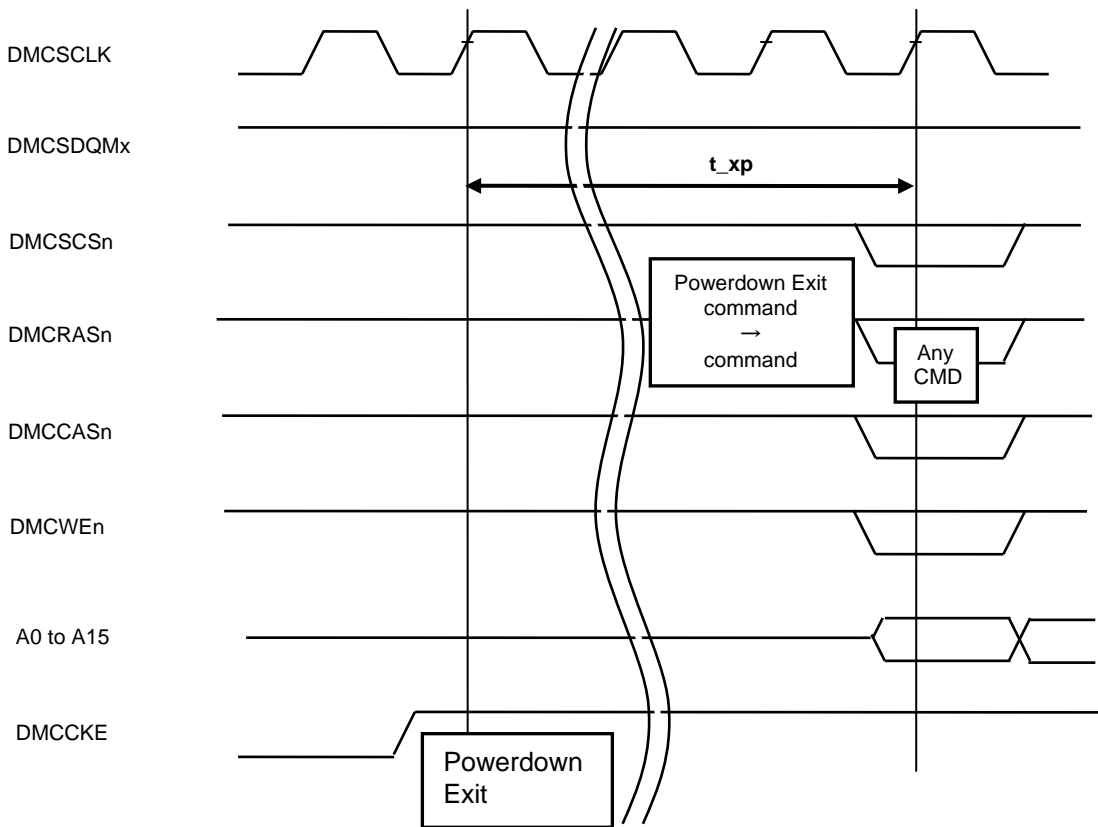 DMCSCLK
DMCSDQMx
t_xp
DMCSCSn
Powerdown Exit
command
→
command
DMCRASn
Any
CMD
DMCCASn
DMCWEn
A0 to A15
DMCCKE
Powerdown
Exit